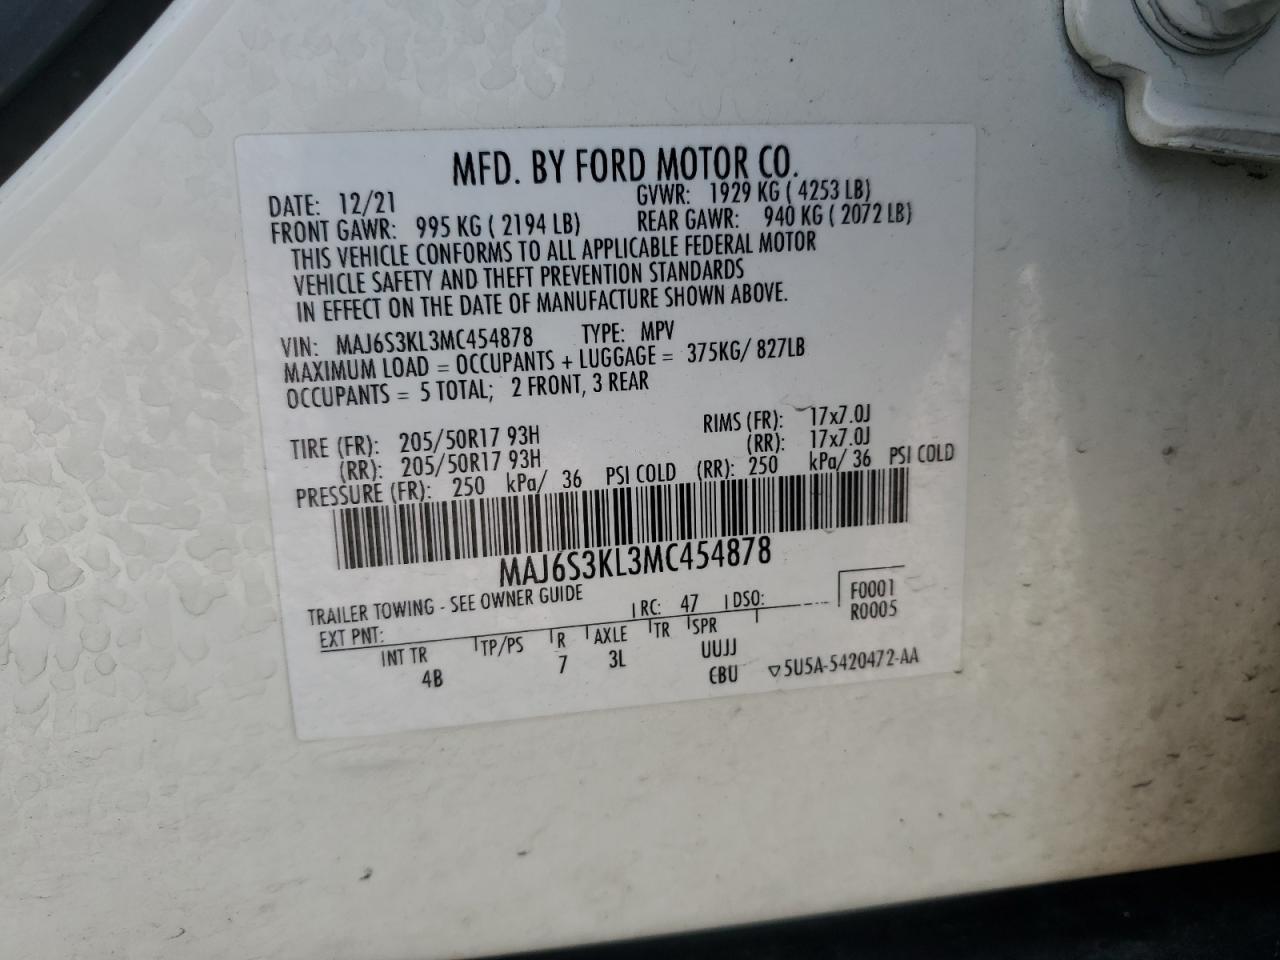 MFD. BY FORD MOTOR CO.
DATE: 12/21 GVWR: 1929 KG ( 4253 LB)
FRONT GAWR: 995 KG ( 2194 LB) REAR GAWR: 940 KG ( 2072 LB)
THIS VEHICLE CONFORMS TO ALL APPLICABLE FEDERAL MOTOR
VEHICLE SAFETY AND THEFT PREVENTION STANDARDS
IN EFFECT ON THE DATE OF MANUFACTURE SHOWN ABOVE.
VIN: MAJ6S3KL3MC454878 TYPE: MPV
MAXIMUM LOAD = OCCUPANTS + LUGGAGE = 375KG/ 827LB
OCCUPANTS = 5 TOTAL; 2 FRONT, 3 REAR
TIRE (FR): 205/50R17 93H RIMS (FR): 17x7.0J
(RR): 205/50R17 93H (RR): 17x7.0J
PRESSURE (FR): 250 kPa/ 36 PSI COLD (RR): 250 kPa/ 36 PSI COLD
MAJ6S3KL3MC454878
TRAILER TOWING - SEE OWNER GUIDE
EXT PNT: RC: 47 DSO: F0001
R0005
INT TR TP/PS R AXLE TR SPR
4B 7 3L UUJJ
CBU ▽5U5A-5420472-AA